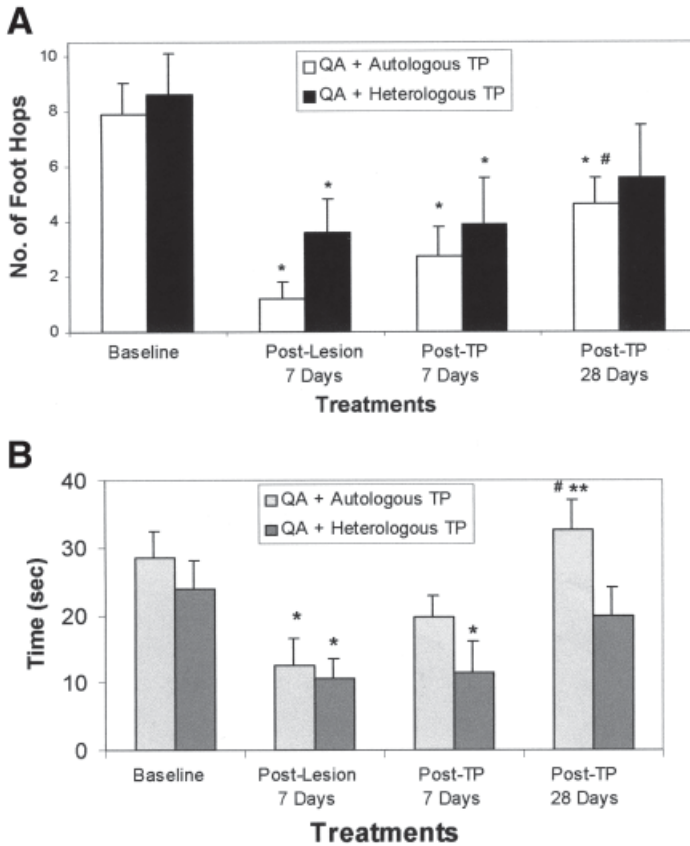 A
10
8
6
4
2
0
No. of Foot Hops
QA + Autologous TP
QA + Heterologous TP
*
*
*
*
* #
Baseline
Post-Lesion
7 Days
Post-TP
7 Days
Post-TP
28 Days
Treatments
B
40
30
20
10
0
Time (sec)
QA + Autologous TP
QA + Heterologous TP
*
*
*
# **
Baseline
Post-Lesion
7 Days
Post-TP
7 Days
Post-TP
28 Days
Treatments